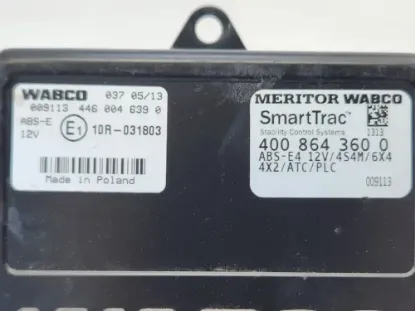 WABCO 037 05/13
009113 446 004 639 0
ABS-E
12V
E1 10R-031803
Made in Poland
MERITOR WABCO
SmartTrac™
Stability Control Systems 1313
400 864 360 0
ABS-E4 12V/4S4M/6X4
4X2/ATC/PLC
009113